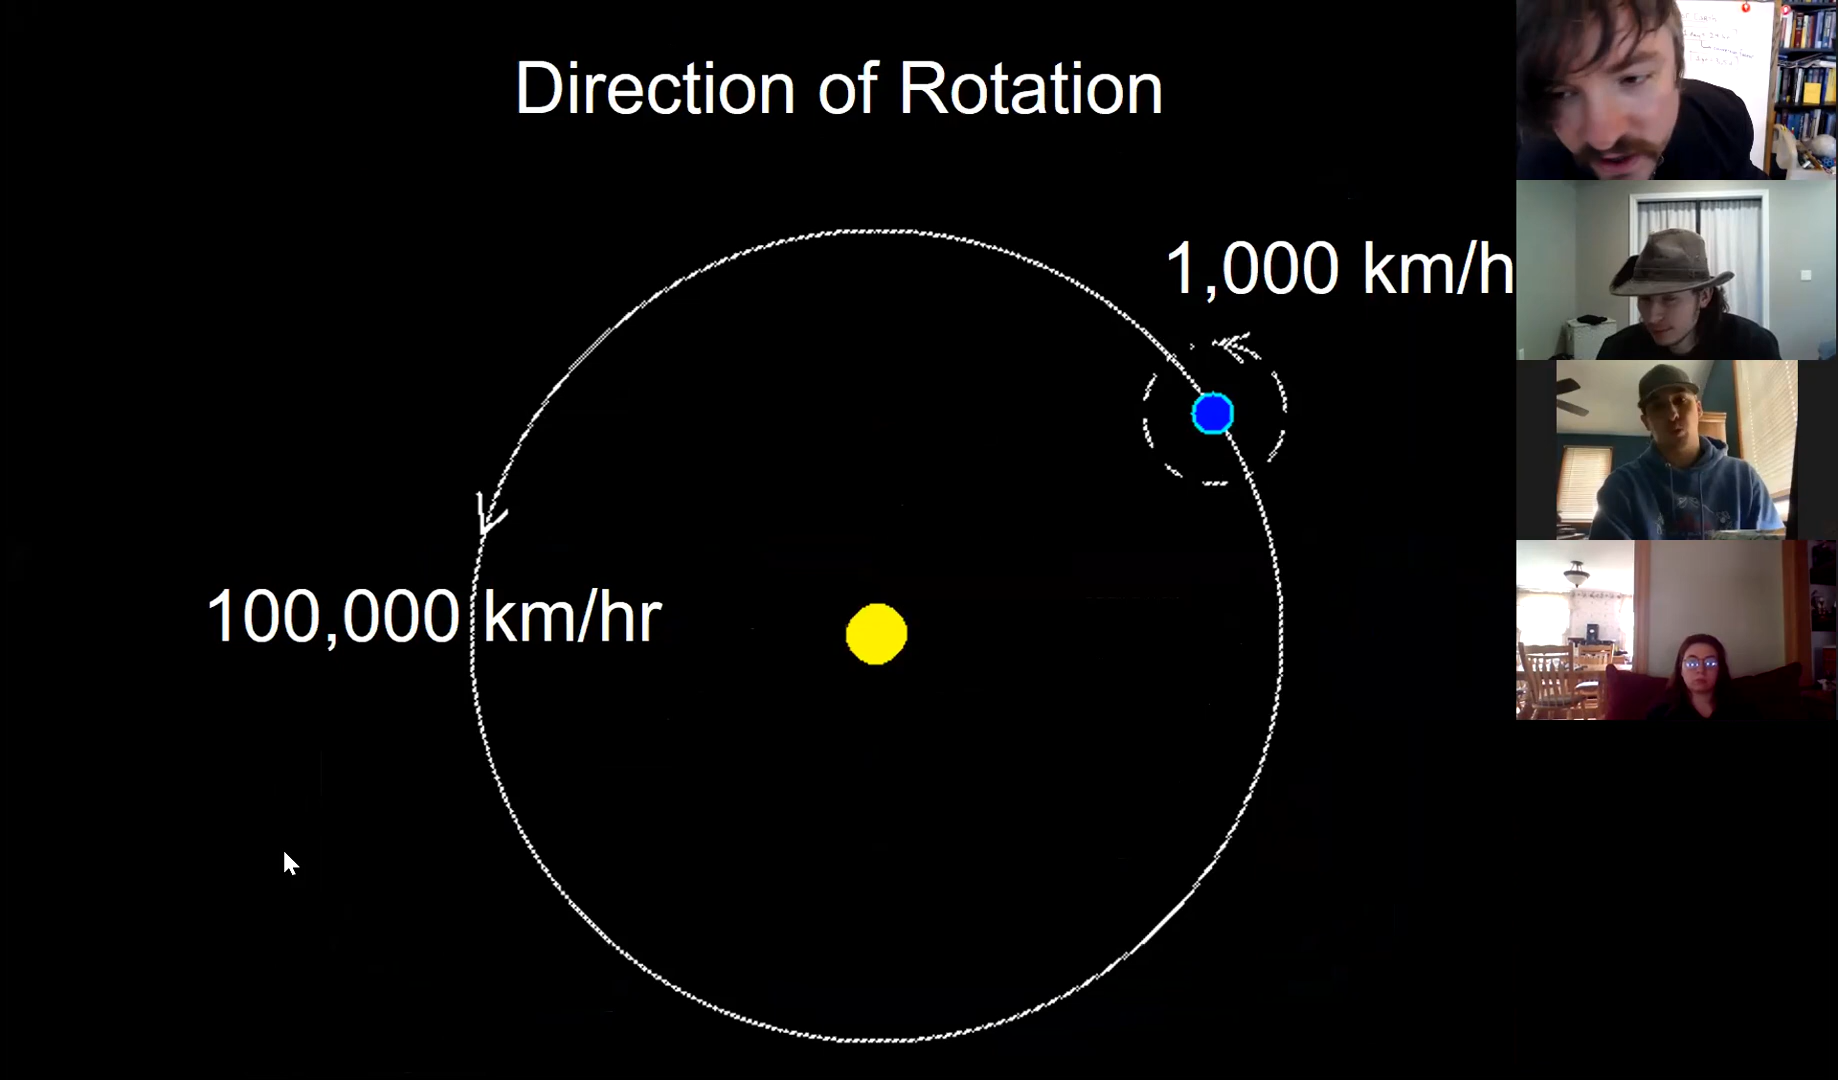 Direction of Rotation
1,000 km/h
100,000 km/hr